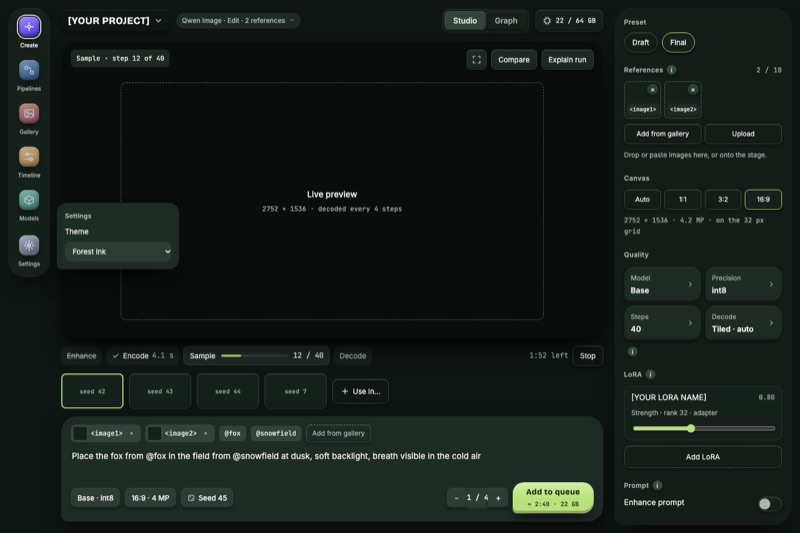 [YOUR PROJECT]
Qwen Image · Edit · 2 references
Studio
Graph
22 / 64 GB
Create
Pipelines
Gallery
Timeline
Models
Settings
Sample · step 12 of 40
Compare
Explain run
Live preview
2752 × 1536 · decoded every 4 steps
Settings
Theme
Forest Ink
Enhance
✓ Encode 4.1 s
Sample
12 / 40
Decode
1:52 left
Stop
seed 42
seed 43
seed 44
seed 7
+ Use in...
<image1> ×
<image2> ×
@fox
@snowfield
Add from gallery
Place the fox from @fox in the field from @snowfield at dusk, soft backlight, breath visible in the cold air
Base · int8
16:9 · 4 MP
Seed 45
− 1 / 4 +
Add to queue
≈ 2:40 · 22 GB
Preset
Draft
Final
References i
2 / 10
×
×
<image1>
<image2>
Add from gallery
Upload
Drop or paste images here, or onto the stage.
Canvas
Auto
1:1
3:2
16:9
2752 × 1536 · 4.2 MP · on the 32 px
grid
Quality
Model
Base
Precision
int8
Steps
40
Decode
Tiled · auto
i
LoRA i
[YOUR LORA NAME]
0.80
Strength · rank 32 · adapter
Add LoRA
Prompt i
Enhance prompt